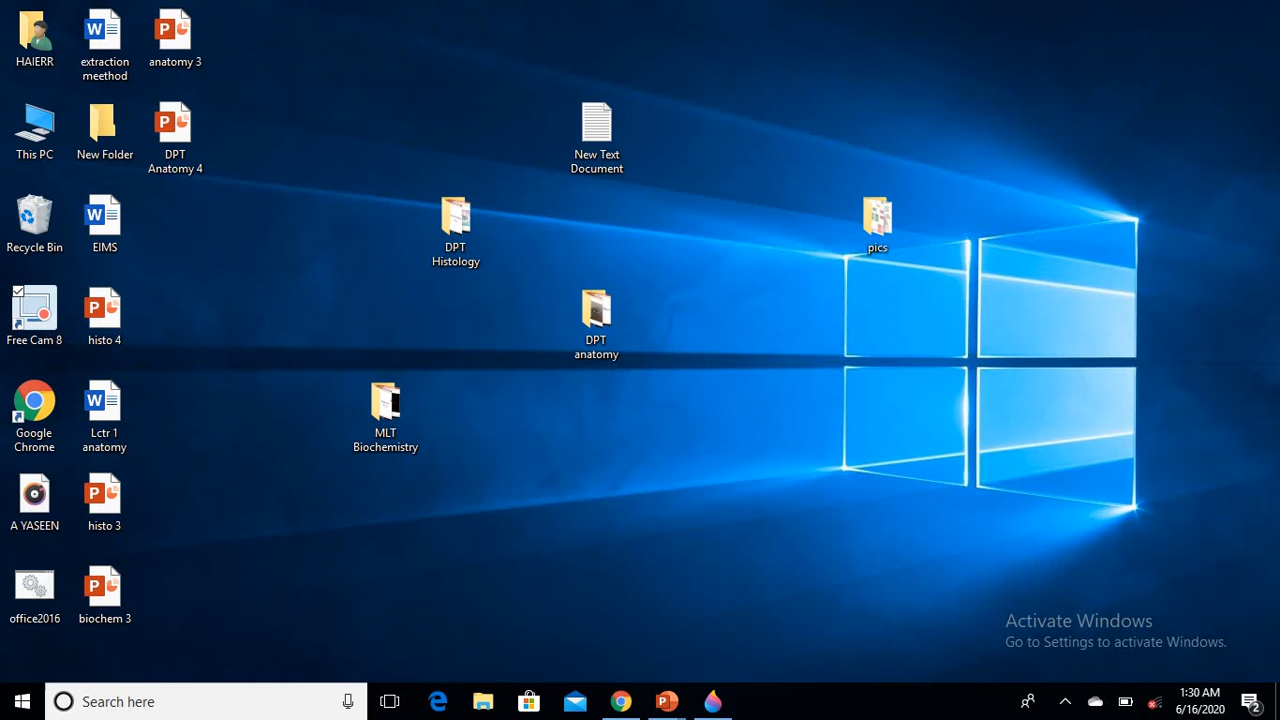 HAIERR
extraction
meethod
anatomy 3
This PC
New Folder
DPT
Anatomy 4
New Text
Document
Recycle Bin
EIMS
DPT
Histology
pics
Free Cam 8
histo 4
DPT
anatomy
Google
Chrome
Lctr 1
anatomy
MLT
Biochemistry
A YASEEN
histo 3
office2016
biochem 3
Activate Windows
Go to Settings to activate Windows.
Search here
1:30 AM
6/16/2020
2